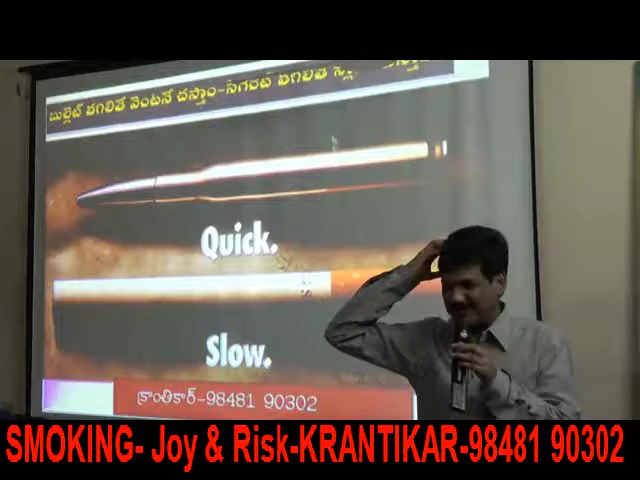 బుల్లెట్ తగిలితే వెంటనే చస్తాం-సిగరెట్ తగిలితే
Quick.
Slow.
క్రాంతికార్-98481 90302
SMOKING- Joy & Risk-KRANTIKAR-98481 90302